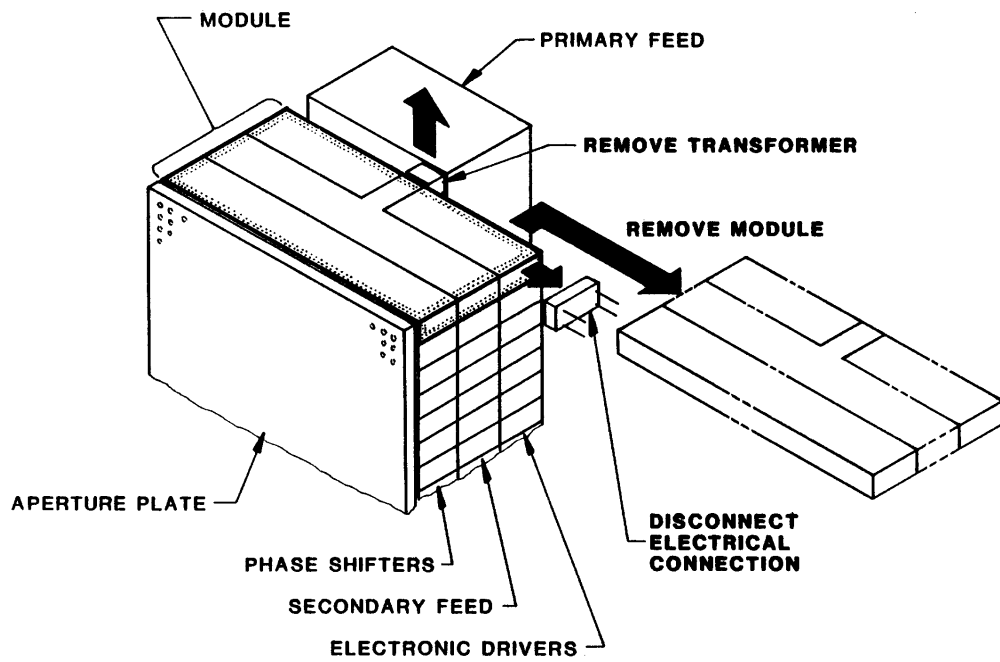 MODULE
PRIMARY FEED
REMOVE TRANSFORMER
REMOVE MODULE
APERTURE PLATE
DISCONNECT
ELECTRICAL
CONNECTION
PHASE SHIFTERS
SECONDARY FEED
ELECTRONIC DRIVERS